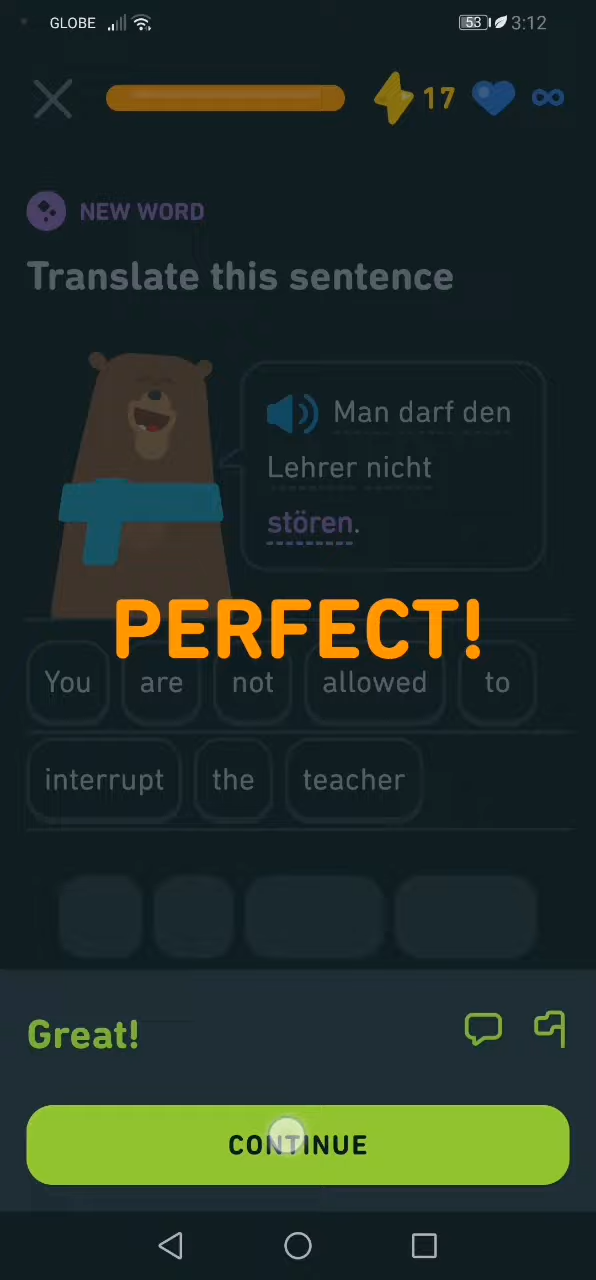 GLOBE 53 3:12
17 ∞
NEW WORD
Translate this sentence
Man darf den
Lehrer nicht
stören.
PERFECT!
You are not allowed to
interrupt the teacher
Great!
CONTINUE